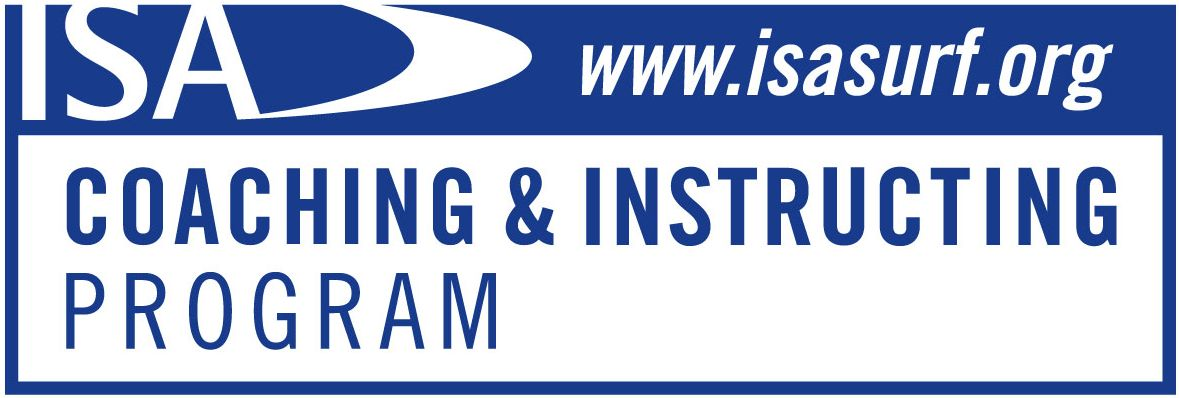 ISA www.isasurf.org
COACHING & INSTRUCTING
PROGRAM